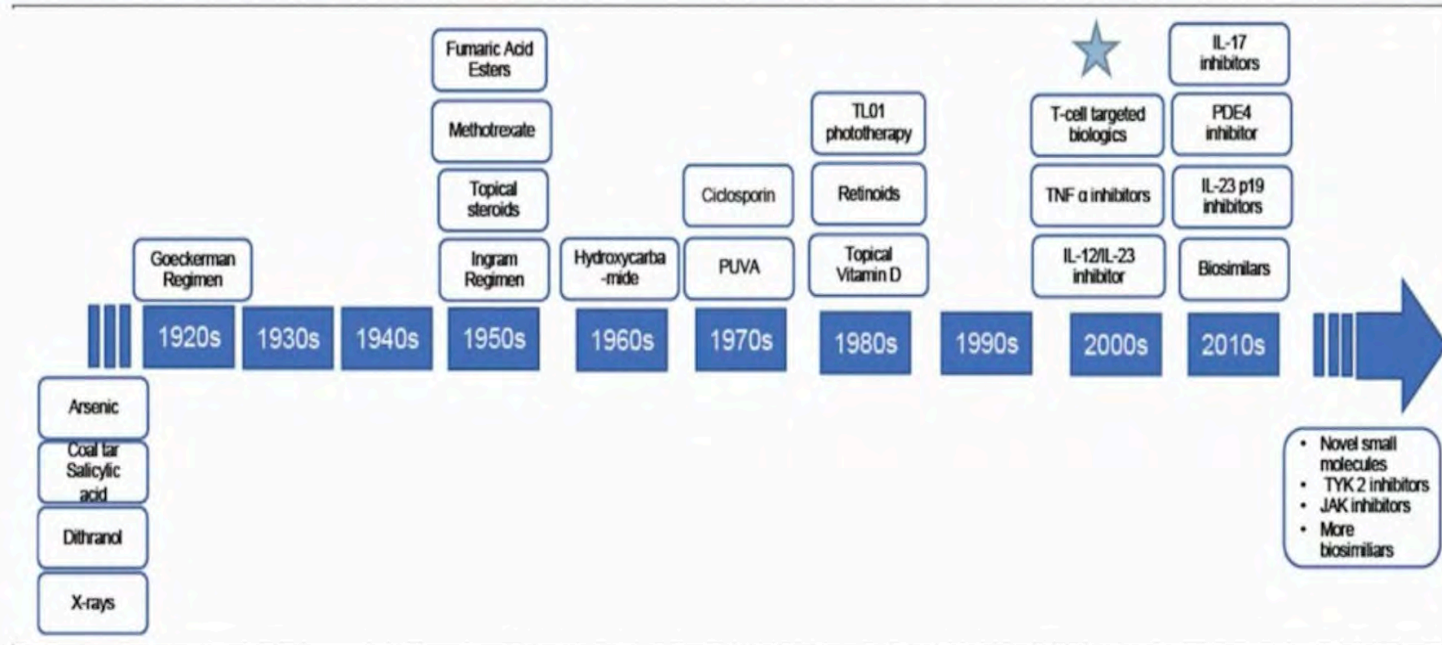 Fumaric Acid
Esters
Methotrexate
Topical
steroids
Ingram
Regimen
Goeckerman
Regimen
Hydroxycarba
-mide
Ciclosporin
PUVA
TL01
phototherapy
Retinoids
Topical
Vitamin D
T-cell targeted
biologics
TNF α inhibitors
IL-12/IL-23
inhibitor
IL-17
inhibitors
PDE4
inhibitor
IL-23 p19
inhibitors
Biosimilars
1920s
1930s
1940s
1950s
1960s
1970s
1980s
1990s
2000s
2010s
Arsenic
Coal tar
Salicylic
acid
Dithranol
X-rays
• Novel small
molecules
• TYK 2 inhibitors
• JAK inhibitors
• More
biosimiliars